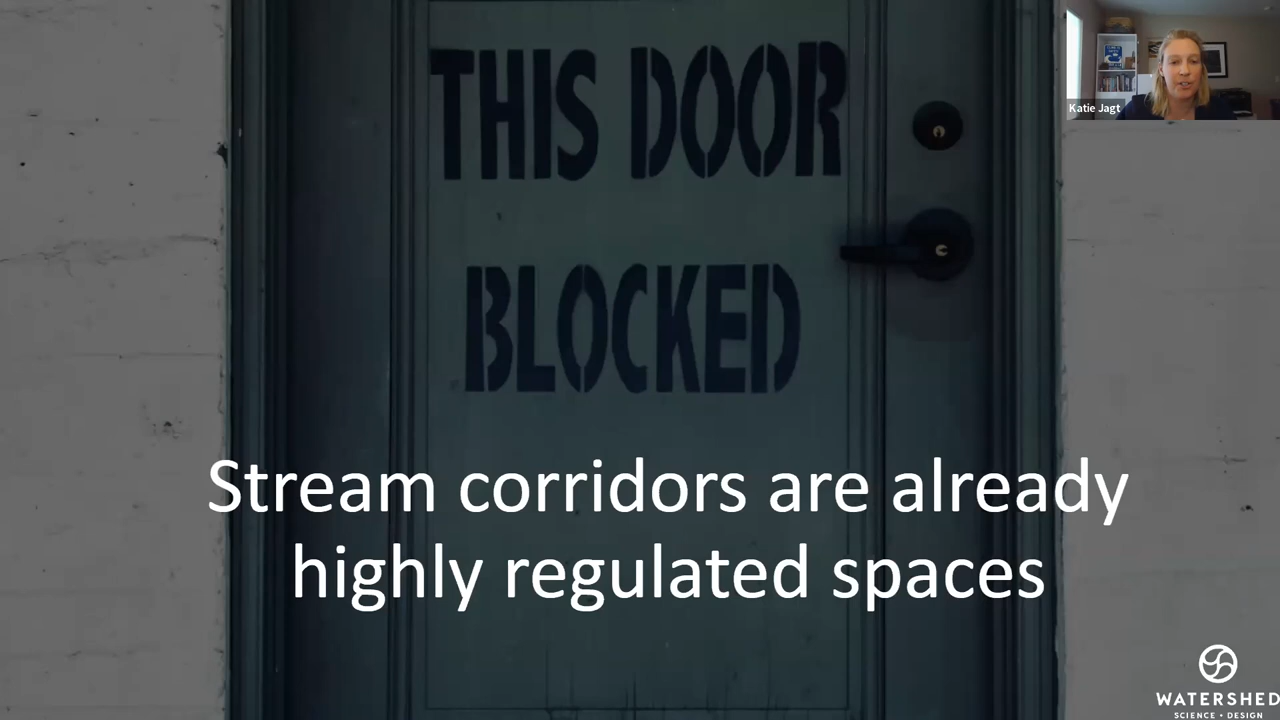 THIS DOOR
Katie Jagt
BLOCKED
Stream corridors are already
highly regulated spaces
WATERSHED
SCIENCE • DESIGN